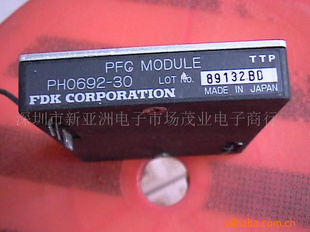 PFC MODULE TTP
PH0692-30 LOT NO. 89132BD
FDK CORPORATION MADE IN JAPAN
深圳市新亚洲电子市场茂业电子商行